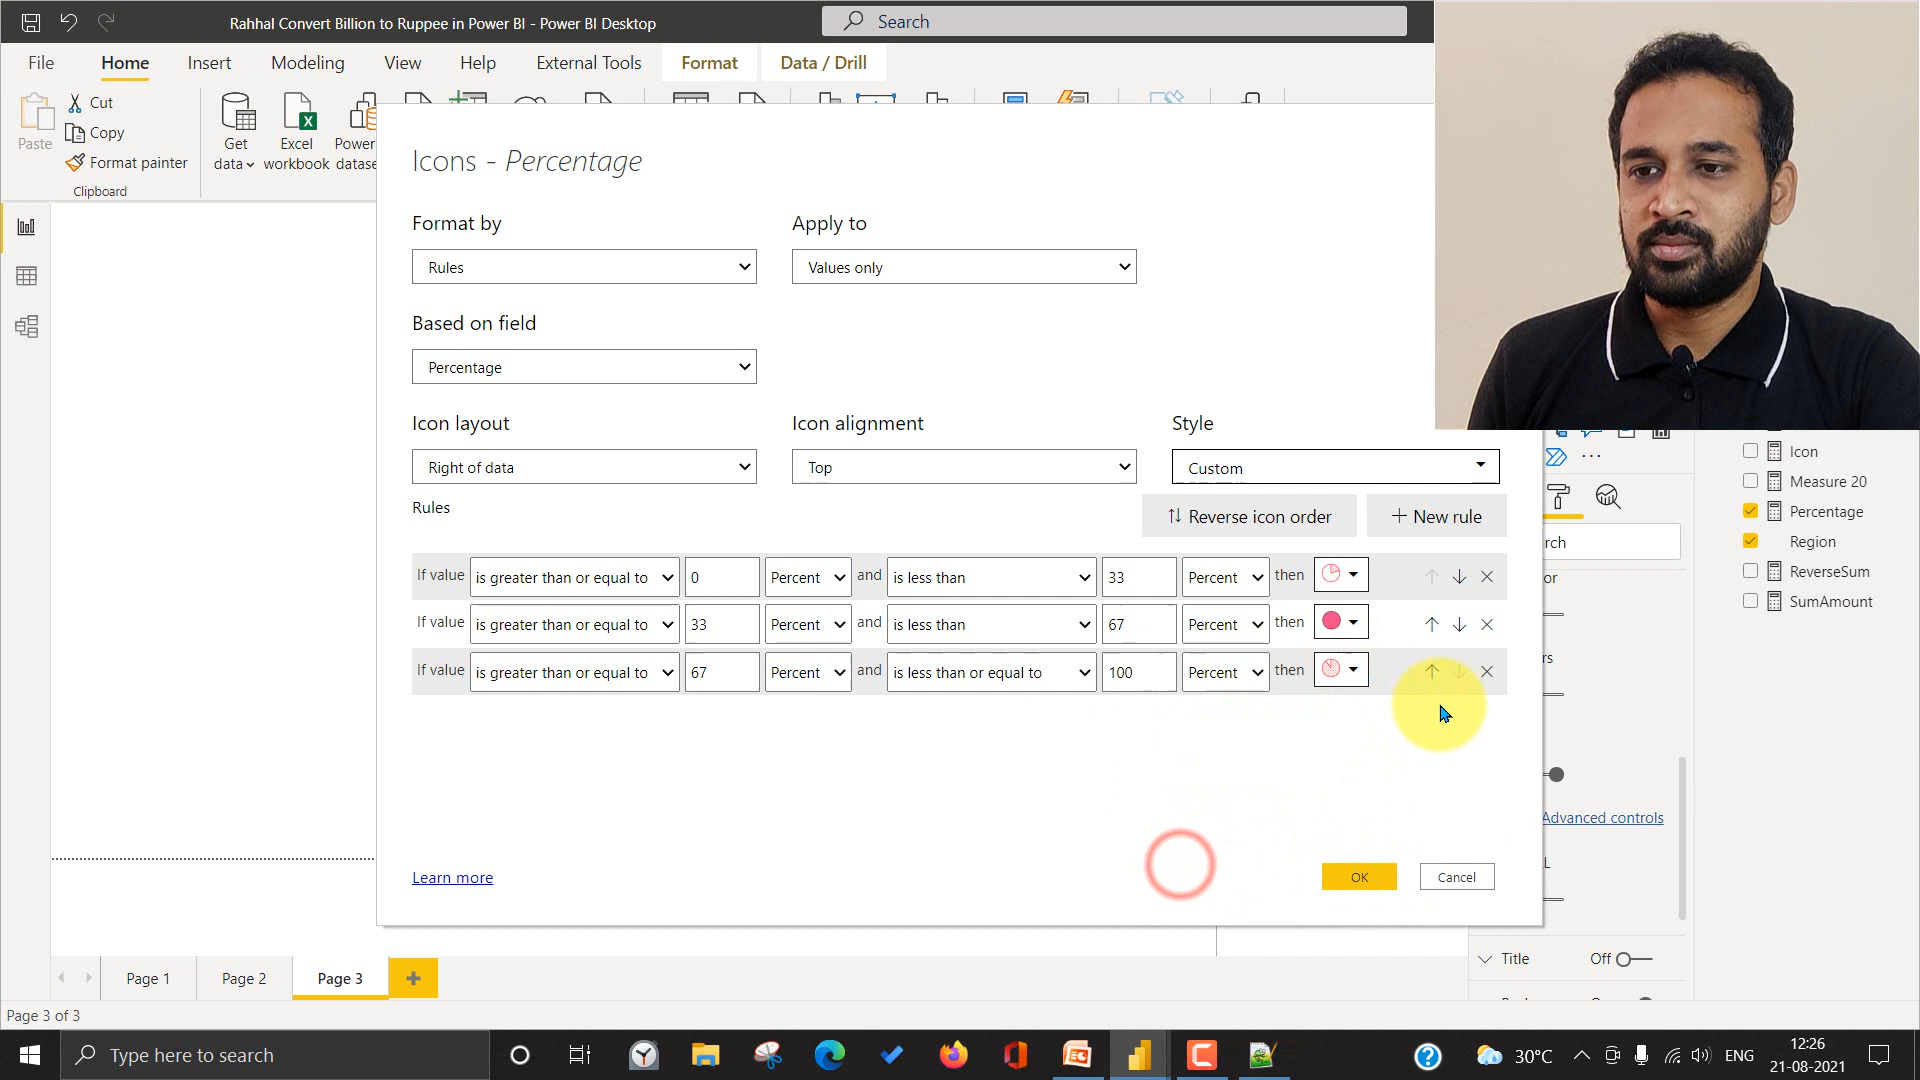 Rahhal Convert Billion to Ruppee in Power BI - Power BI Desktop
Search
File
Home
Insert
Modeling
View
Help
External Tools
Format
Data / Drill
Paste
Cut
Copy
Format painter
Clipboard
Get data
Excel workbook
Power datase
Icons - Percentage
Format by
Apply to
Rules
Values only
Based on field
Percentage
Icon layout
Icon alignment
Style
Right of data
Top
Custom
Rules
Reverse icon order
+ New rule
If value is greater than or equal to 0 Percent and is less than 33 Percent then
If value is greater than or equal to 33 Percent and is less than 67 Percent then
If value is greater than or equal to 67 Percent and is less than or equal to 100 Percent then
Learn more
OK
Cancel
rch
or
rs
Advanced controls
L
Title
Off
Icon
Measure 20
Percentage
Region
ReverseSum
SumAmount
Page 1
Page 2
Page 3
Page 3 of 3
Type here to search
30°C
ENG
12:26
21-08-2021